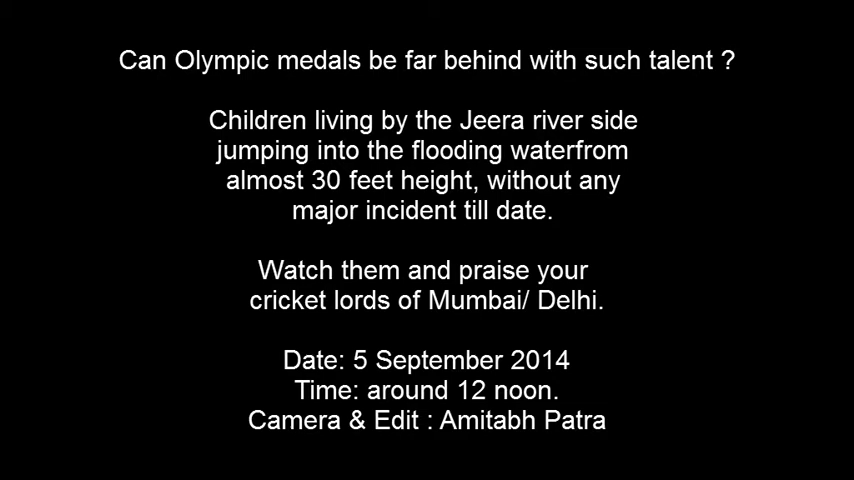 Can Olympic medals be far behind with such talent ?
Children living by the Jeera river side
jumping into the flooding waterfrom
almost 30 feet height, without any
major incident till date.
Watch them and praise your
cricket lords of Mumbai/ Delhi.
Date: 5 September 2014
Time: around 12 noon.
Camera & Edit : Amitabh Patra